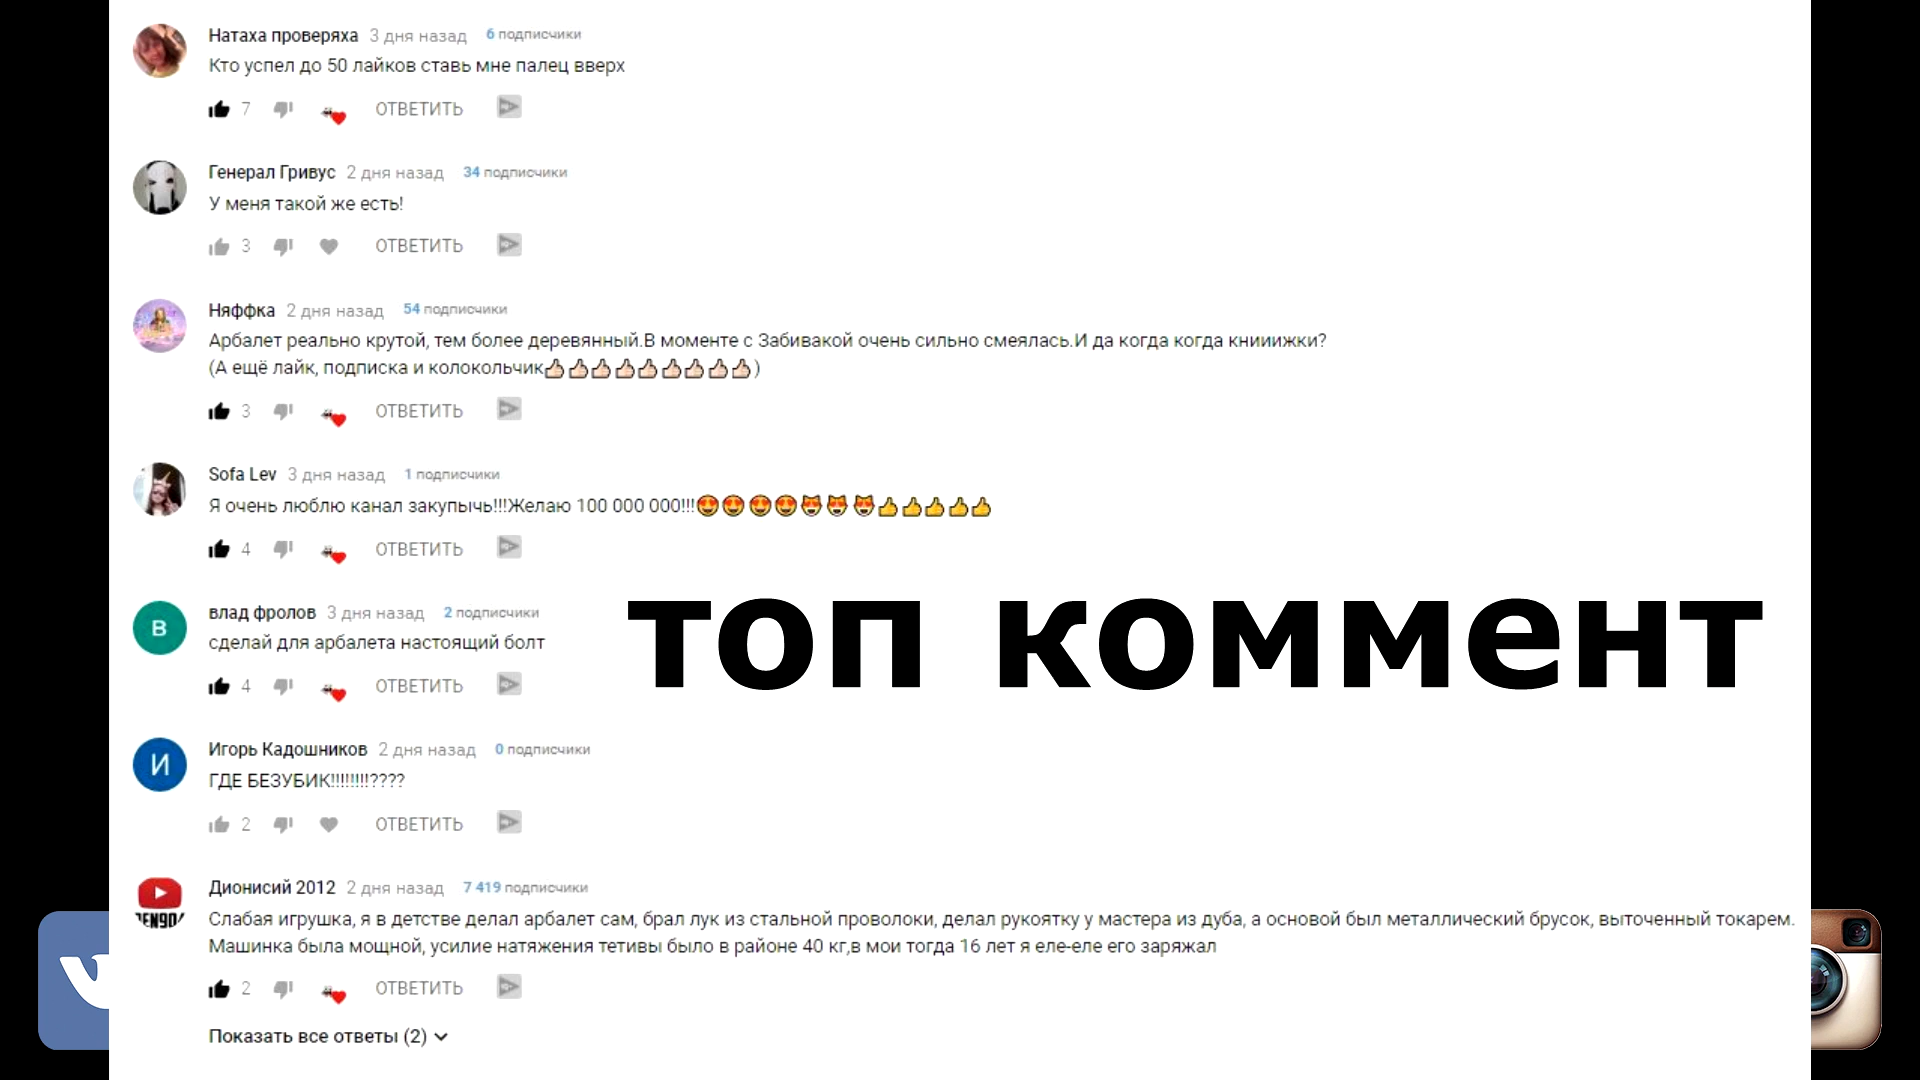 Натаха проверяха 3 дня назад 6 подписчики
Кто успел до 50 лайков ставь мне палец вверх
7 ОТВЕТИТЬ
Генерал Гривус 2 дня назад 34 подписчики
У меня такой же есть!
3 ОТВЕТИТЬ
Няффка 2 дня назад 54 подписчики
Арбалет реально крутой, тем более деревянный.В моменте с Забивакой очень сильно смеялась.И да когда когда книиижки?
(А ещё лайк, подписка и колокольчик👍🏻👍🏻👍🏻👍🏻👍🏻👍🏻👍🏻👍🏻👍🏻)
3 ОТВЕТИТЬ
Sofa Lev 3 дня назад 1 подписчики
Я очень люблю канал закупычь!!!Желаю 100 000 000!!!😍😍😍😍😻😻😻👍👍👍👍👍
4 ОТВЕТИТЬ
в
влад фролов 3 дня назад 2 подписчики
сделай для арбалета настоящий болт
4 ОТВЕТИТЬ
топ коммент
И
Игорь Кадошников 2 дня назад 0 подписчики
ГДЕ БЕЗУБИК!!!!!!!!????
2 ОТВЕТИТЬ
Дионисий 2012 2 дня назад 7 419 подписчики
Слабая игрушка, я в детстве делал арбалет сам, брал лук из стальной проволоки, делал рукоятку у мастера из дуба, а основой был металлический брусок, выточенный токарем.
Машинка была мощной, усилие натяжения тетивы было в районе 40 кг,в мои тогда 16 лет я еле-еле его заряжал
2 ОТВЕТИТЬ
Показать все ответы (2)